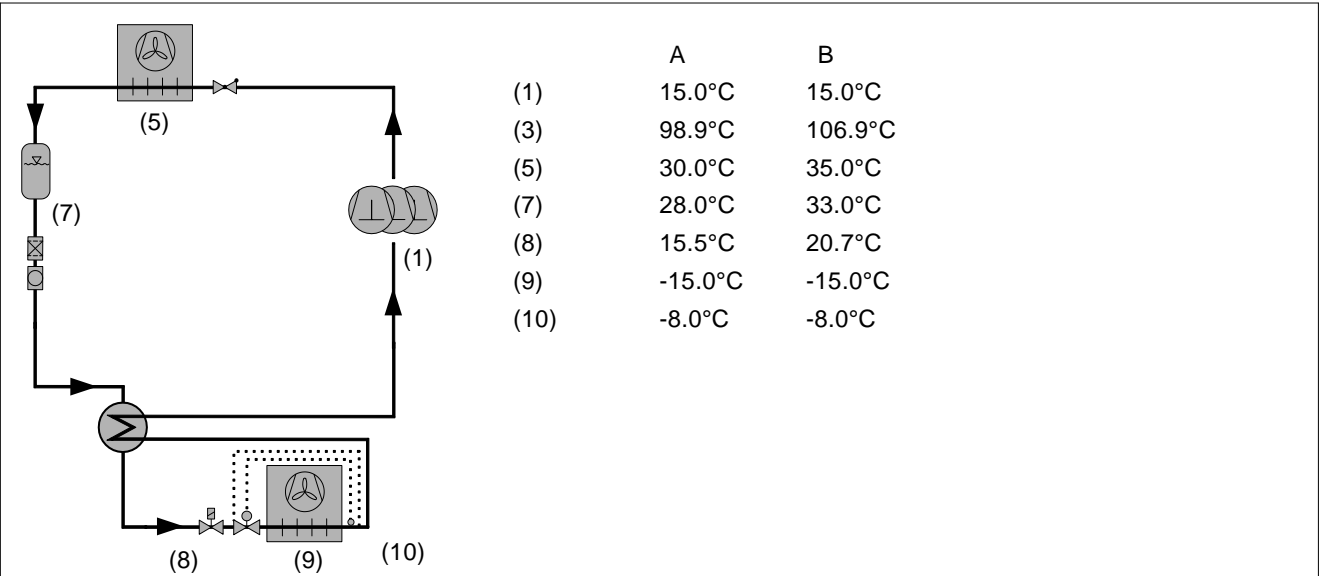 A B
(1) 15.0°C 15.0°C
(3) 98.9°C 106.9°C
(5) 30.0°C 35.0°C
(7) 28.0°C 33.0°C
(8) 15.5°C 20.7°C
(9) -15.0°C -15.0°C
(10) -8.0°C -8.0°C
(5)
(7)
(1)
(8) (9) (10)